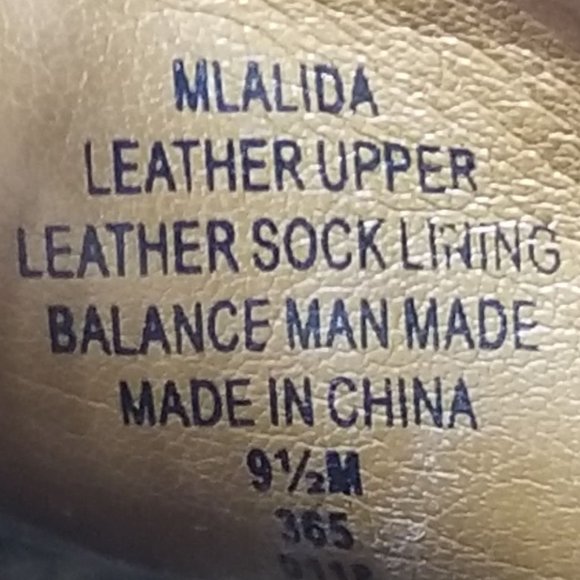 MLALIDA
LEATHER UPPER
LEATHER SOCK LINING
BALANCE MAN MADE
MADE IN CHINA
9½M
365